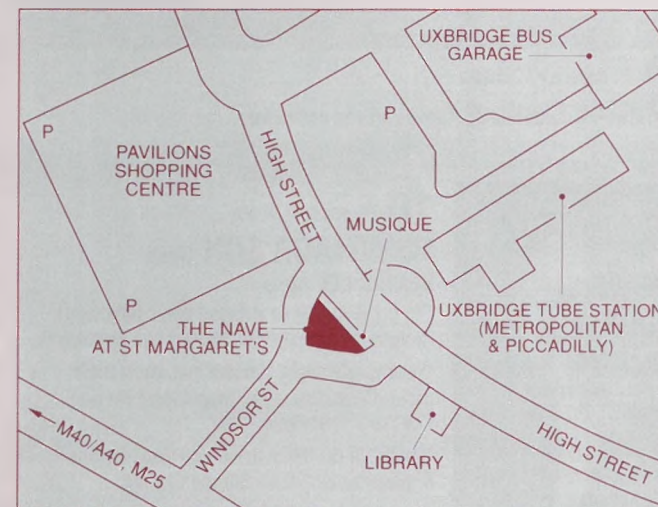 UXBRIDGE BUS
GARAGE
P
P
PAVILIONS
SHOPPING
CENTRE
HIGH STREET
MUSIQUE
P
THE NAVE
AT ST MARGARET'S
UXBRIDGE TUBE STATION
(METROPOLITAN
& PICCADILLY)
WINDSOR ST
M40/A40, M25
LIBRARY
HIGH STREET